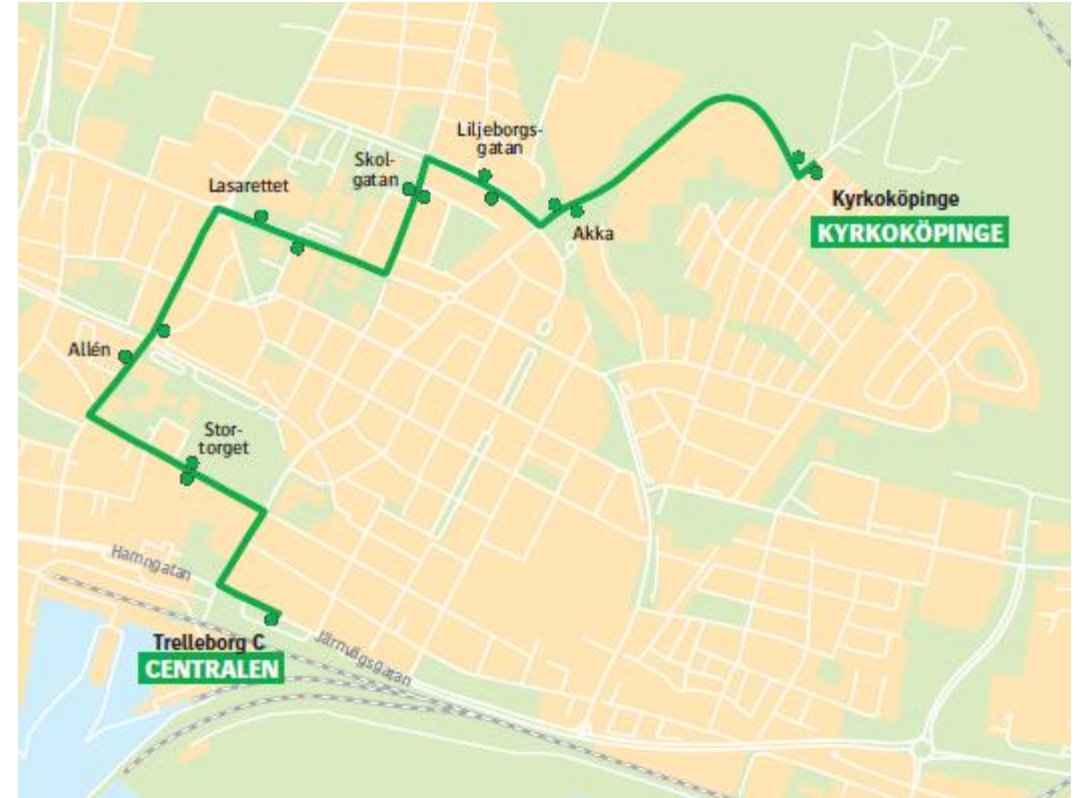 Liljeborgs-
gatan
Skol-
gatan
Lasarettet
Kyrkoköpinge
KYRKOKÖPINGE
Akka
Allén
Stor-
torget
Hamngatan
Trelleborg C
CENTRALEN
Järnvägsgatan